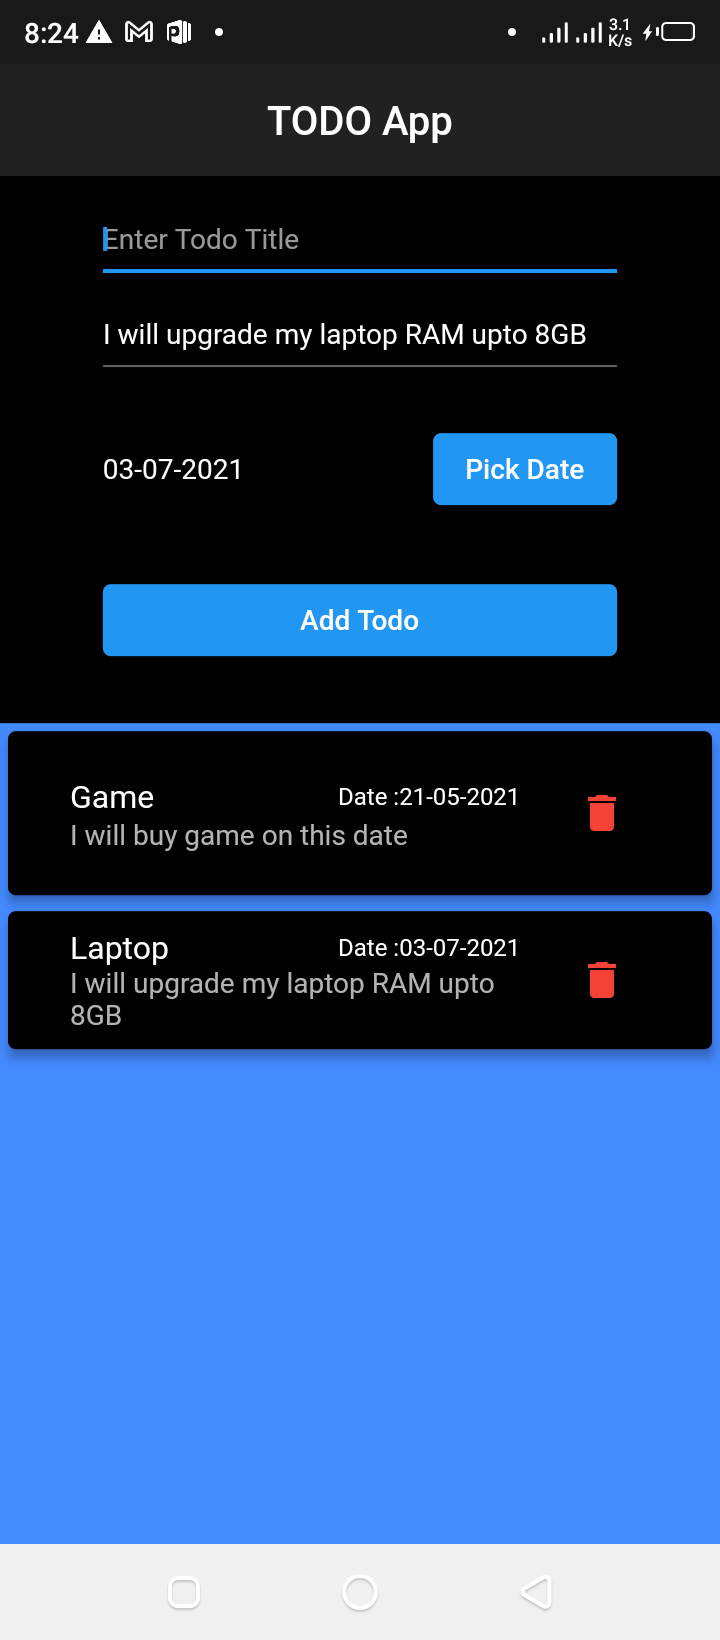 8:24
3.1
K/s
TODO App
Enter Todo Title
I will upgrade my laptop RAM upto 8GB
03-07-2021
Pick Date
Add Todo
Game
Date :21-05-2021
I will buy game on this date
Laptop
Date :03-07-2021
I will upgrade my laptop RAM upto
8GB